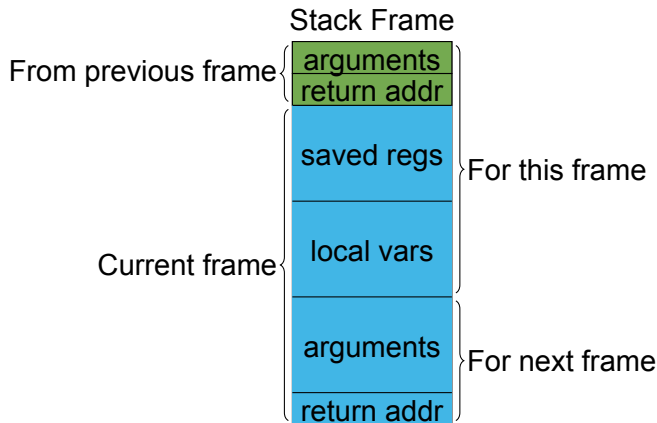 Stack Frame
From previous frame
arguments
return addr
saved regs
For this frame
local vars
Current frame
arguments
For next frame
return addr